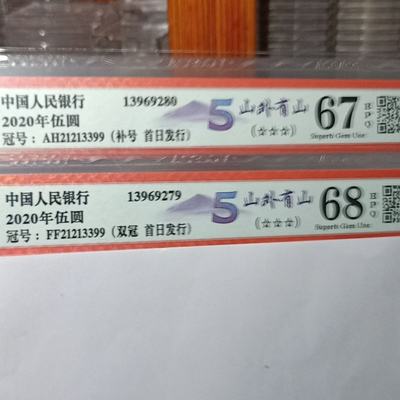 中国人民银行 13969280
2020年伍圆
冠号：AH21213399（补号 首日发行）
5 山外有山
（☆☆☆）
67 EPQ
Superb Gem Unc
中国人民银行 13969279
2020年伍圆
冠号：FF21213399（双冠 首日发行）
5 山外有山
（☆☆☆）
68 EPQ
Superb Gem Unc